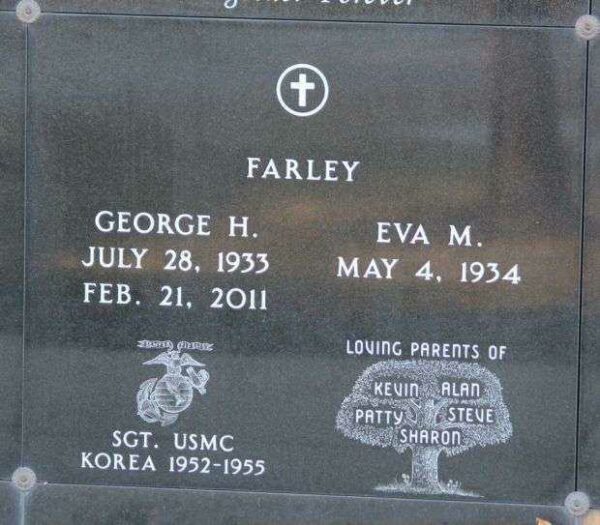 Forever
FARLEY
GEORGE H.
JULY 28, 1933
FEB. 21, 2011
EVA M.
MAY 4, 1934
SGT. USMC
KOREA 1952-1955
LOVING PARENTS OF
KEVIN ALAN
PATTY STEVE
SHARON